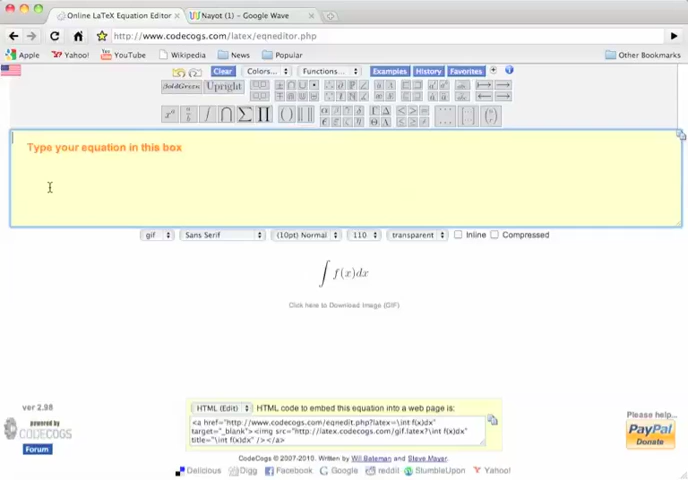 Online LaTeX Equation Editor
Nayot (1) - Google Wave
http://www.codecogs.com/latex/eqneditor.php
Apple Yahoo! YouTube Wikipedia News Popular Other Bookmarks
Clear Colors... Functions... Examples History Favorites
Upright
Type your equation in this box
gif Sans Serif (10pt) Normal 110 transparent Inline Compressed
∫ f(x)dx
Click here to Download Image (GIF)
ver 2.98
powered by
CODECOGS
Forum
HTML (Edit) HTML code to embed this equation into a web page is:
<a href="http://www.codecogs.com/eqnedit.php?latex=\int f(x)dx"
target="_blank"><img src="http://latex.codecogs.com/gif.latex?\int f(x)dx"
title="\int f(x)dx" /></a>
Please help...
PayPal
Donate
CodeCogs © 2007-2010. Written by Will Bateman and Steve Mayer.
Delicious Digg Facebook Google reddit StumbleUpon Yahoo!